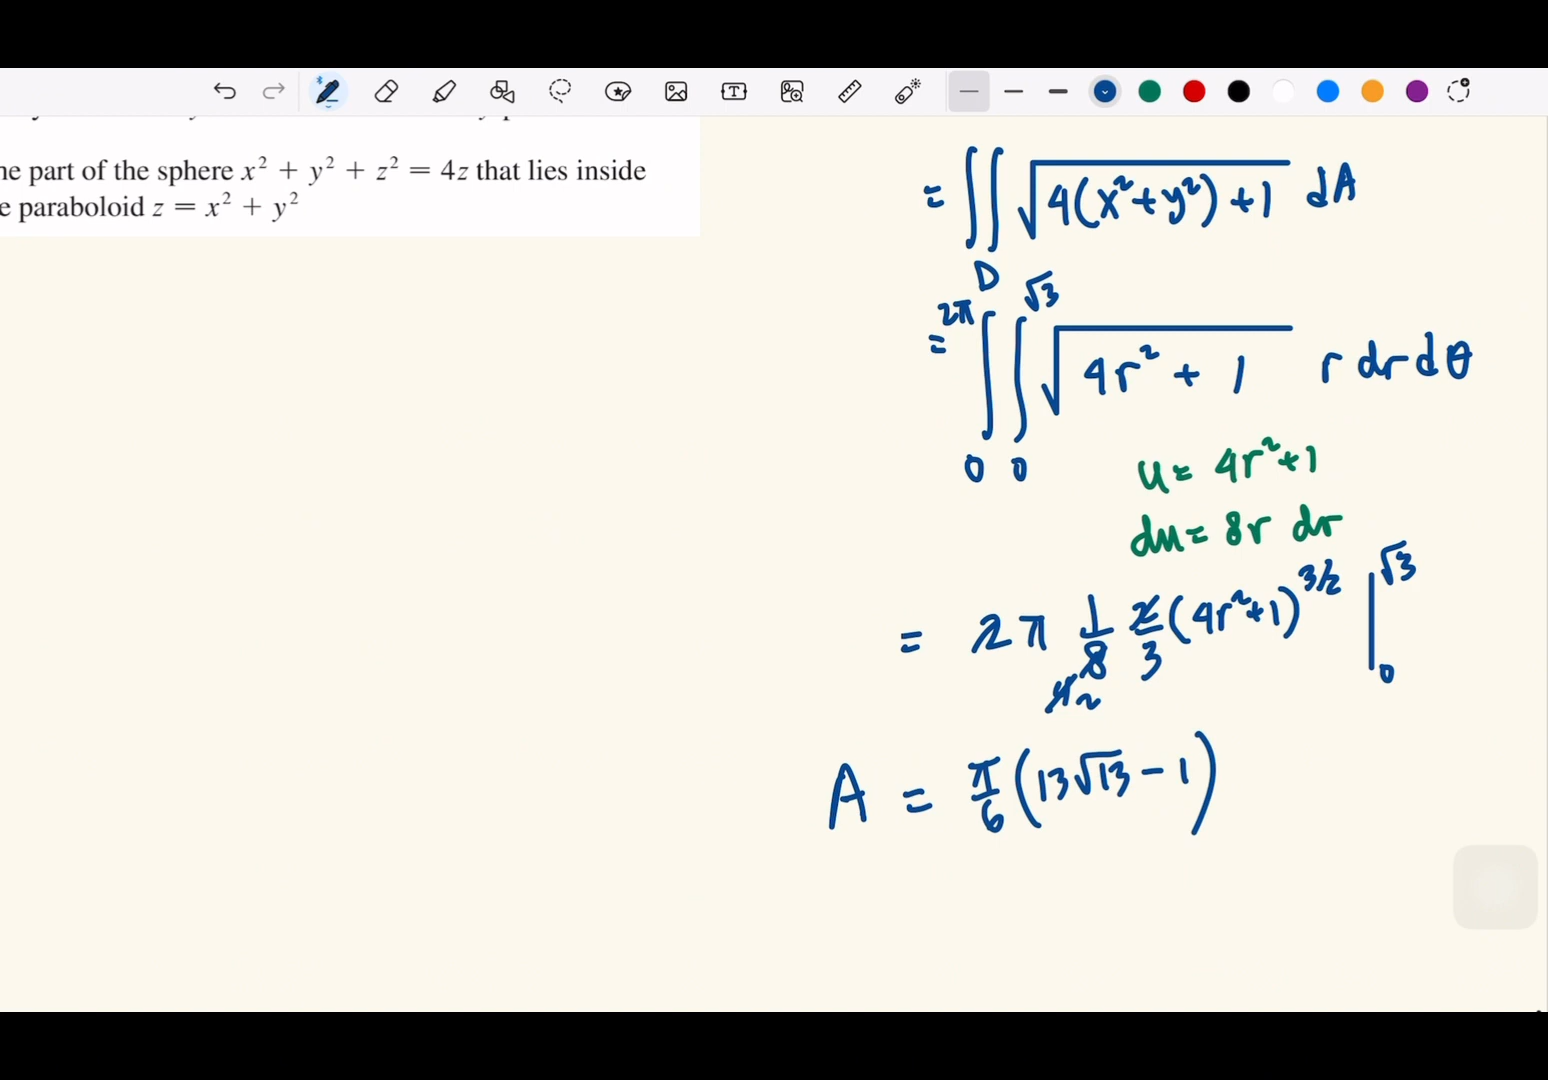 he part of the sphere x² + y² + z² = 4z that lies inside
e paraboloid z = x² + y²
= ∬ √(4(x²+y²)+1) dA
D
= ∫₀^2π ∫₀^√3 √(4r² + 1) r dr dθ
u = 4r²+1
du = 8r dr
= 2π 1/8 2/3 (4r²+1)^3/2 |₀^√3
4 2
A = π/6 (13√13 - 1)